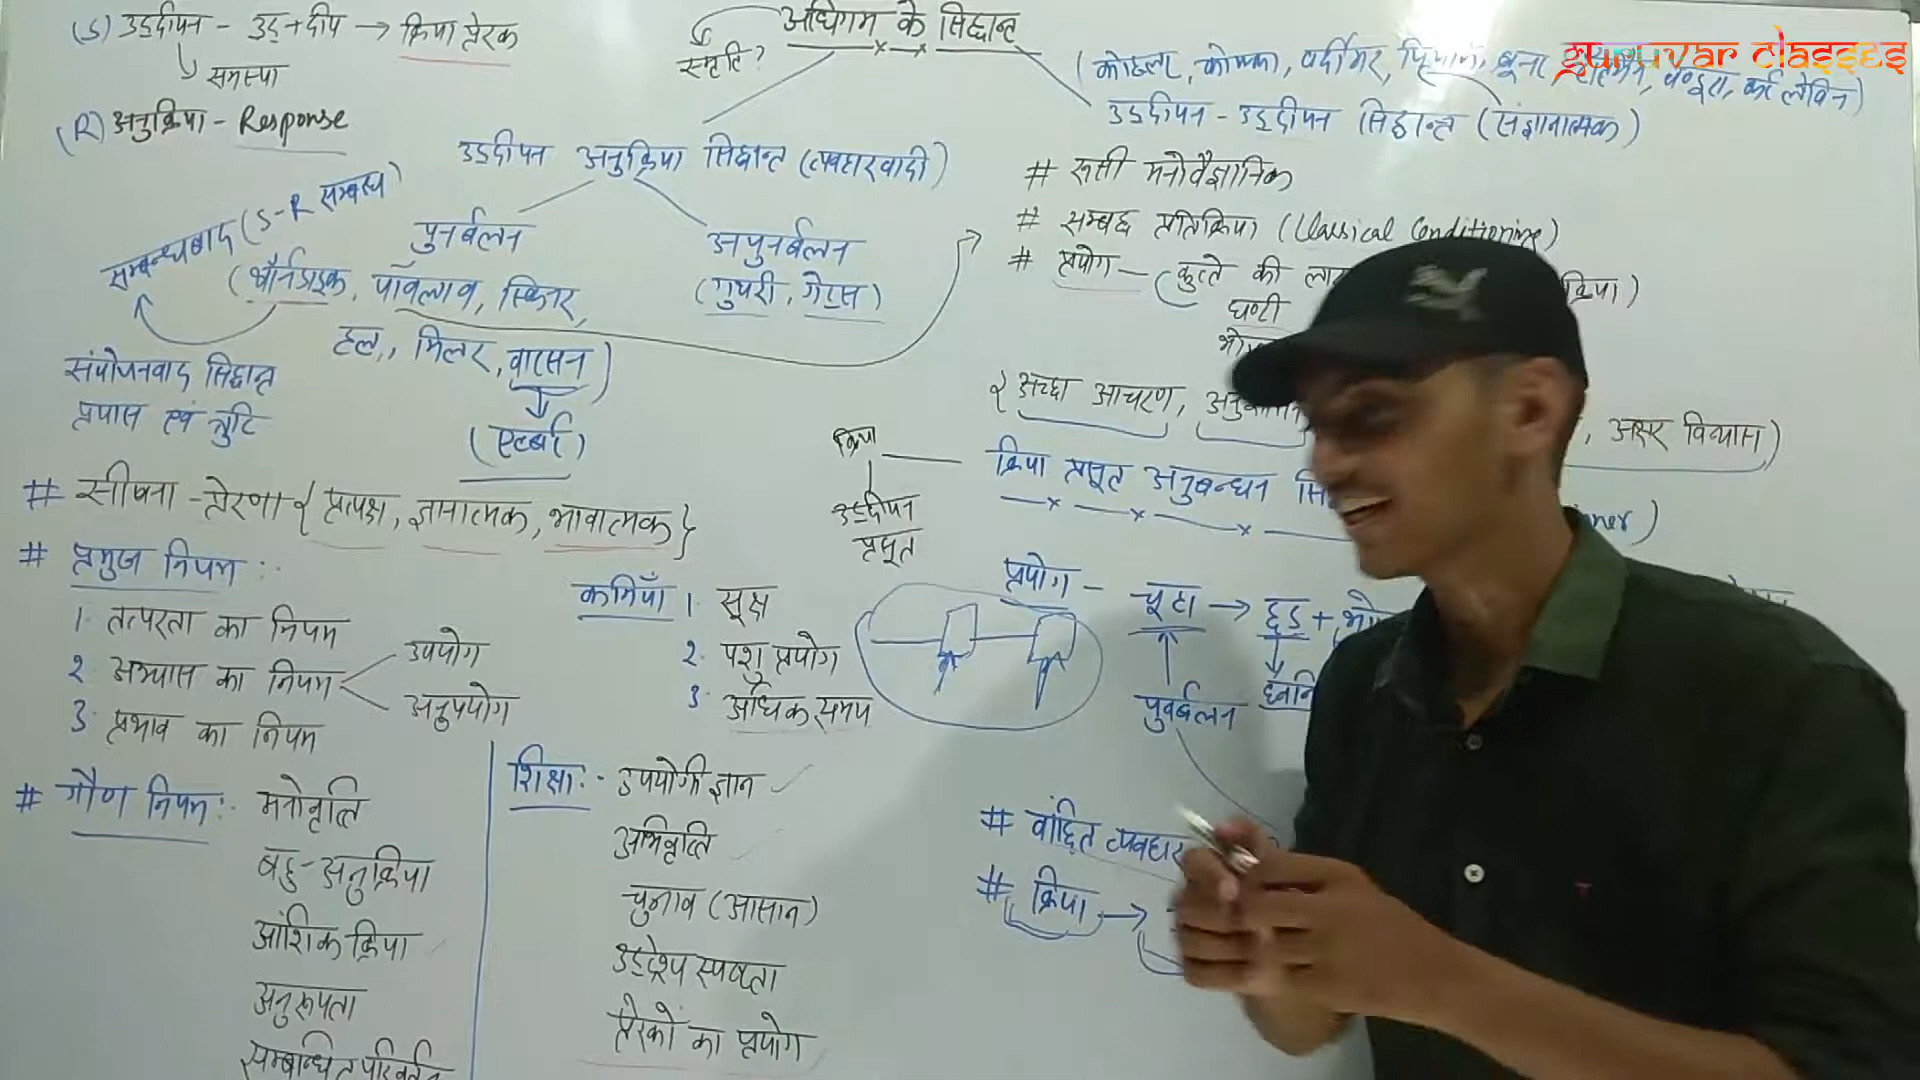 अधिगम के सिद्धान्त
स्मृति?
guruvar classes
(S) उद्दीपन - उद्+दीप → क्रिया प्रेरक
समस्या
(R) अनुक्रिया - Response
(कोहलर, कोफ्का, वर्दीमर, पियाजे, ब्रूनर, कर्ट लेविन)
उद्दीपन - उद्दीपन सिद्धान्त (संज्ञानात्मक)
उद्दीपन अनुक्रिया सिद्धान्त (व्यवहारवादी)
पुनर्बलन
अपुनर्बलन
सम्बन्धवाद (S-R सम्बन्ध)
(थॉर्नडाइक, पॉवलाव, स्किनर,
हल, मिलर, वाटसन)
(गुथरी, गेट्स)
संयोजनवाद सिद्धान्त
प्रयास एवं त्रुटि
# रूसी मनोवैज्ञानिक
# सम्बद्ध प्रतिक्रिया (Classical Conditioning)
# प्रयोग - (कुत्ते की
घण्टी
अच्छा आचरण,
क्रिया प्रसूत अनुबन्धन
क्रिया
उद्दीपन
प्रसूत
प्रयोग - चूहा → छड़ +
ध्वनि
पुनर्बलन
# वांछित व्यवहार
# क्रिया →
# सीखना - प्रेरणा { प्रत्यक्ष, ज्ञानात्मक, भावात्मक }
# प्रमुख नियम :-
1. तत्परता का नियम
2. अभ्यास का नियम
उपयोग
अनुपयोग
3. प्रभाव का नियम
कमियाँ 1.
2. पशु प्रयोग
3. अधिक समय
# गौण नियम :- मनोवृत्ति
बहु-अनुक्रिया
आंशिक क्रिया
अनुरूपता
सम्बन्धित परिवर्तन
शिक्षा :- उपयोगी ज्ञान
अभिवृत्ति
चुनाव (आसान)
उद्देश्य स्पष्टता
प्रेरकों का प्रयोग